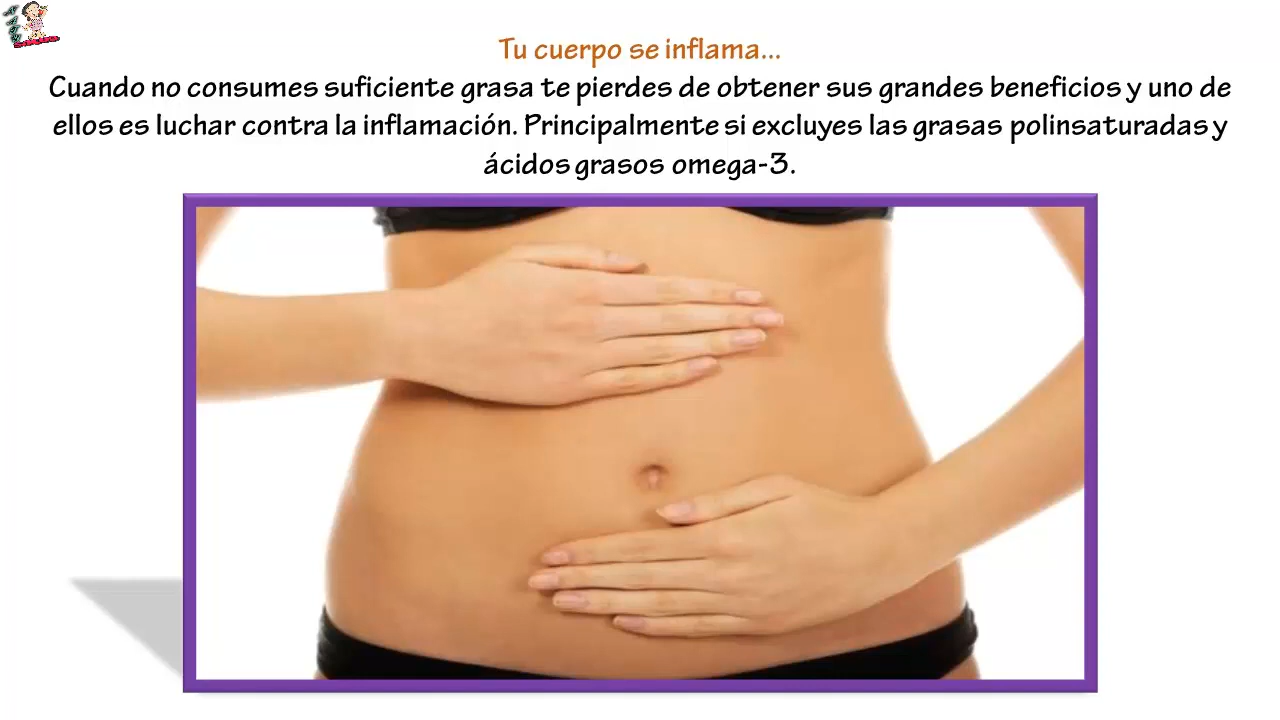 Tu cuerpo se inflama...
Cuando no consumes suficiente grasa te pierdes de obtener sus grandes beneficios y uno de
ellos es luchar contra la inflamación. Principalmente si excluyes las grasas polinsaturadas y
ácidos grasos omega-3.